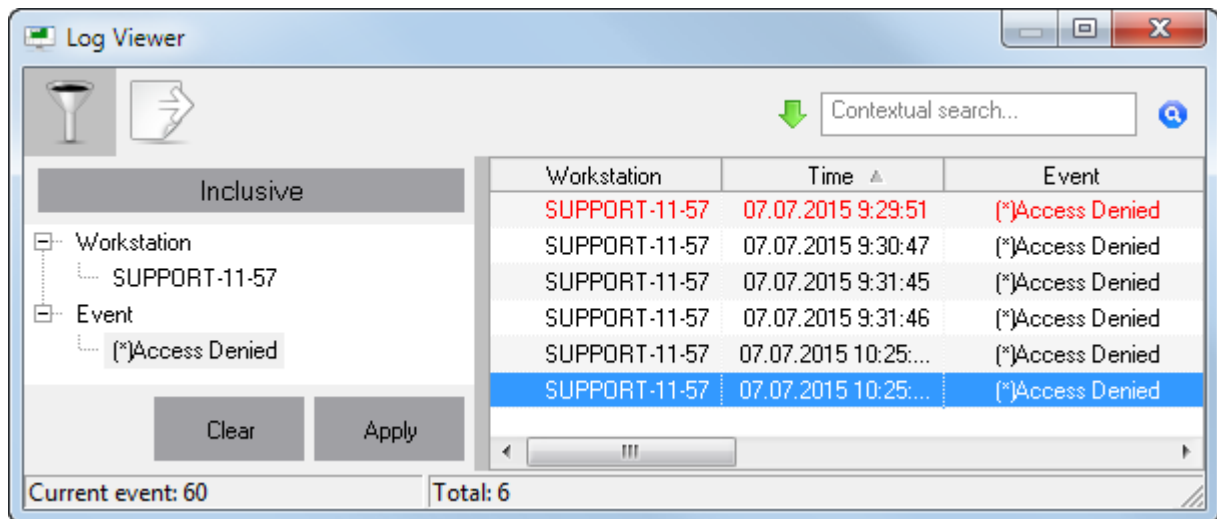 Log Viewer
Contextual search...
Inclusive
Workstation
SUPPORT-11-57
Event
(*)Access Denied
Clear Apply
Workstation Time Event
SUPPORT-11-57 07.07.2015 9:29:51 (*)Access Denied
SUPPORT-11-57 07.07.2015 9:30:47 (*)Access Denied
SUPPORT-11-57 07.07.2015 9:31:45 (*)Access Denied
SUPPORT-11-57 07.07.2015 9:31:46 (*)Access Denied
SUPPORT-11-57 07.07.2015 10:25:... (*)Access Denied
SUPPORT-11-57 07.07.2015 10:25:... (*)Access Denied
Current event: 60 Total: 6